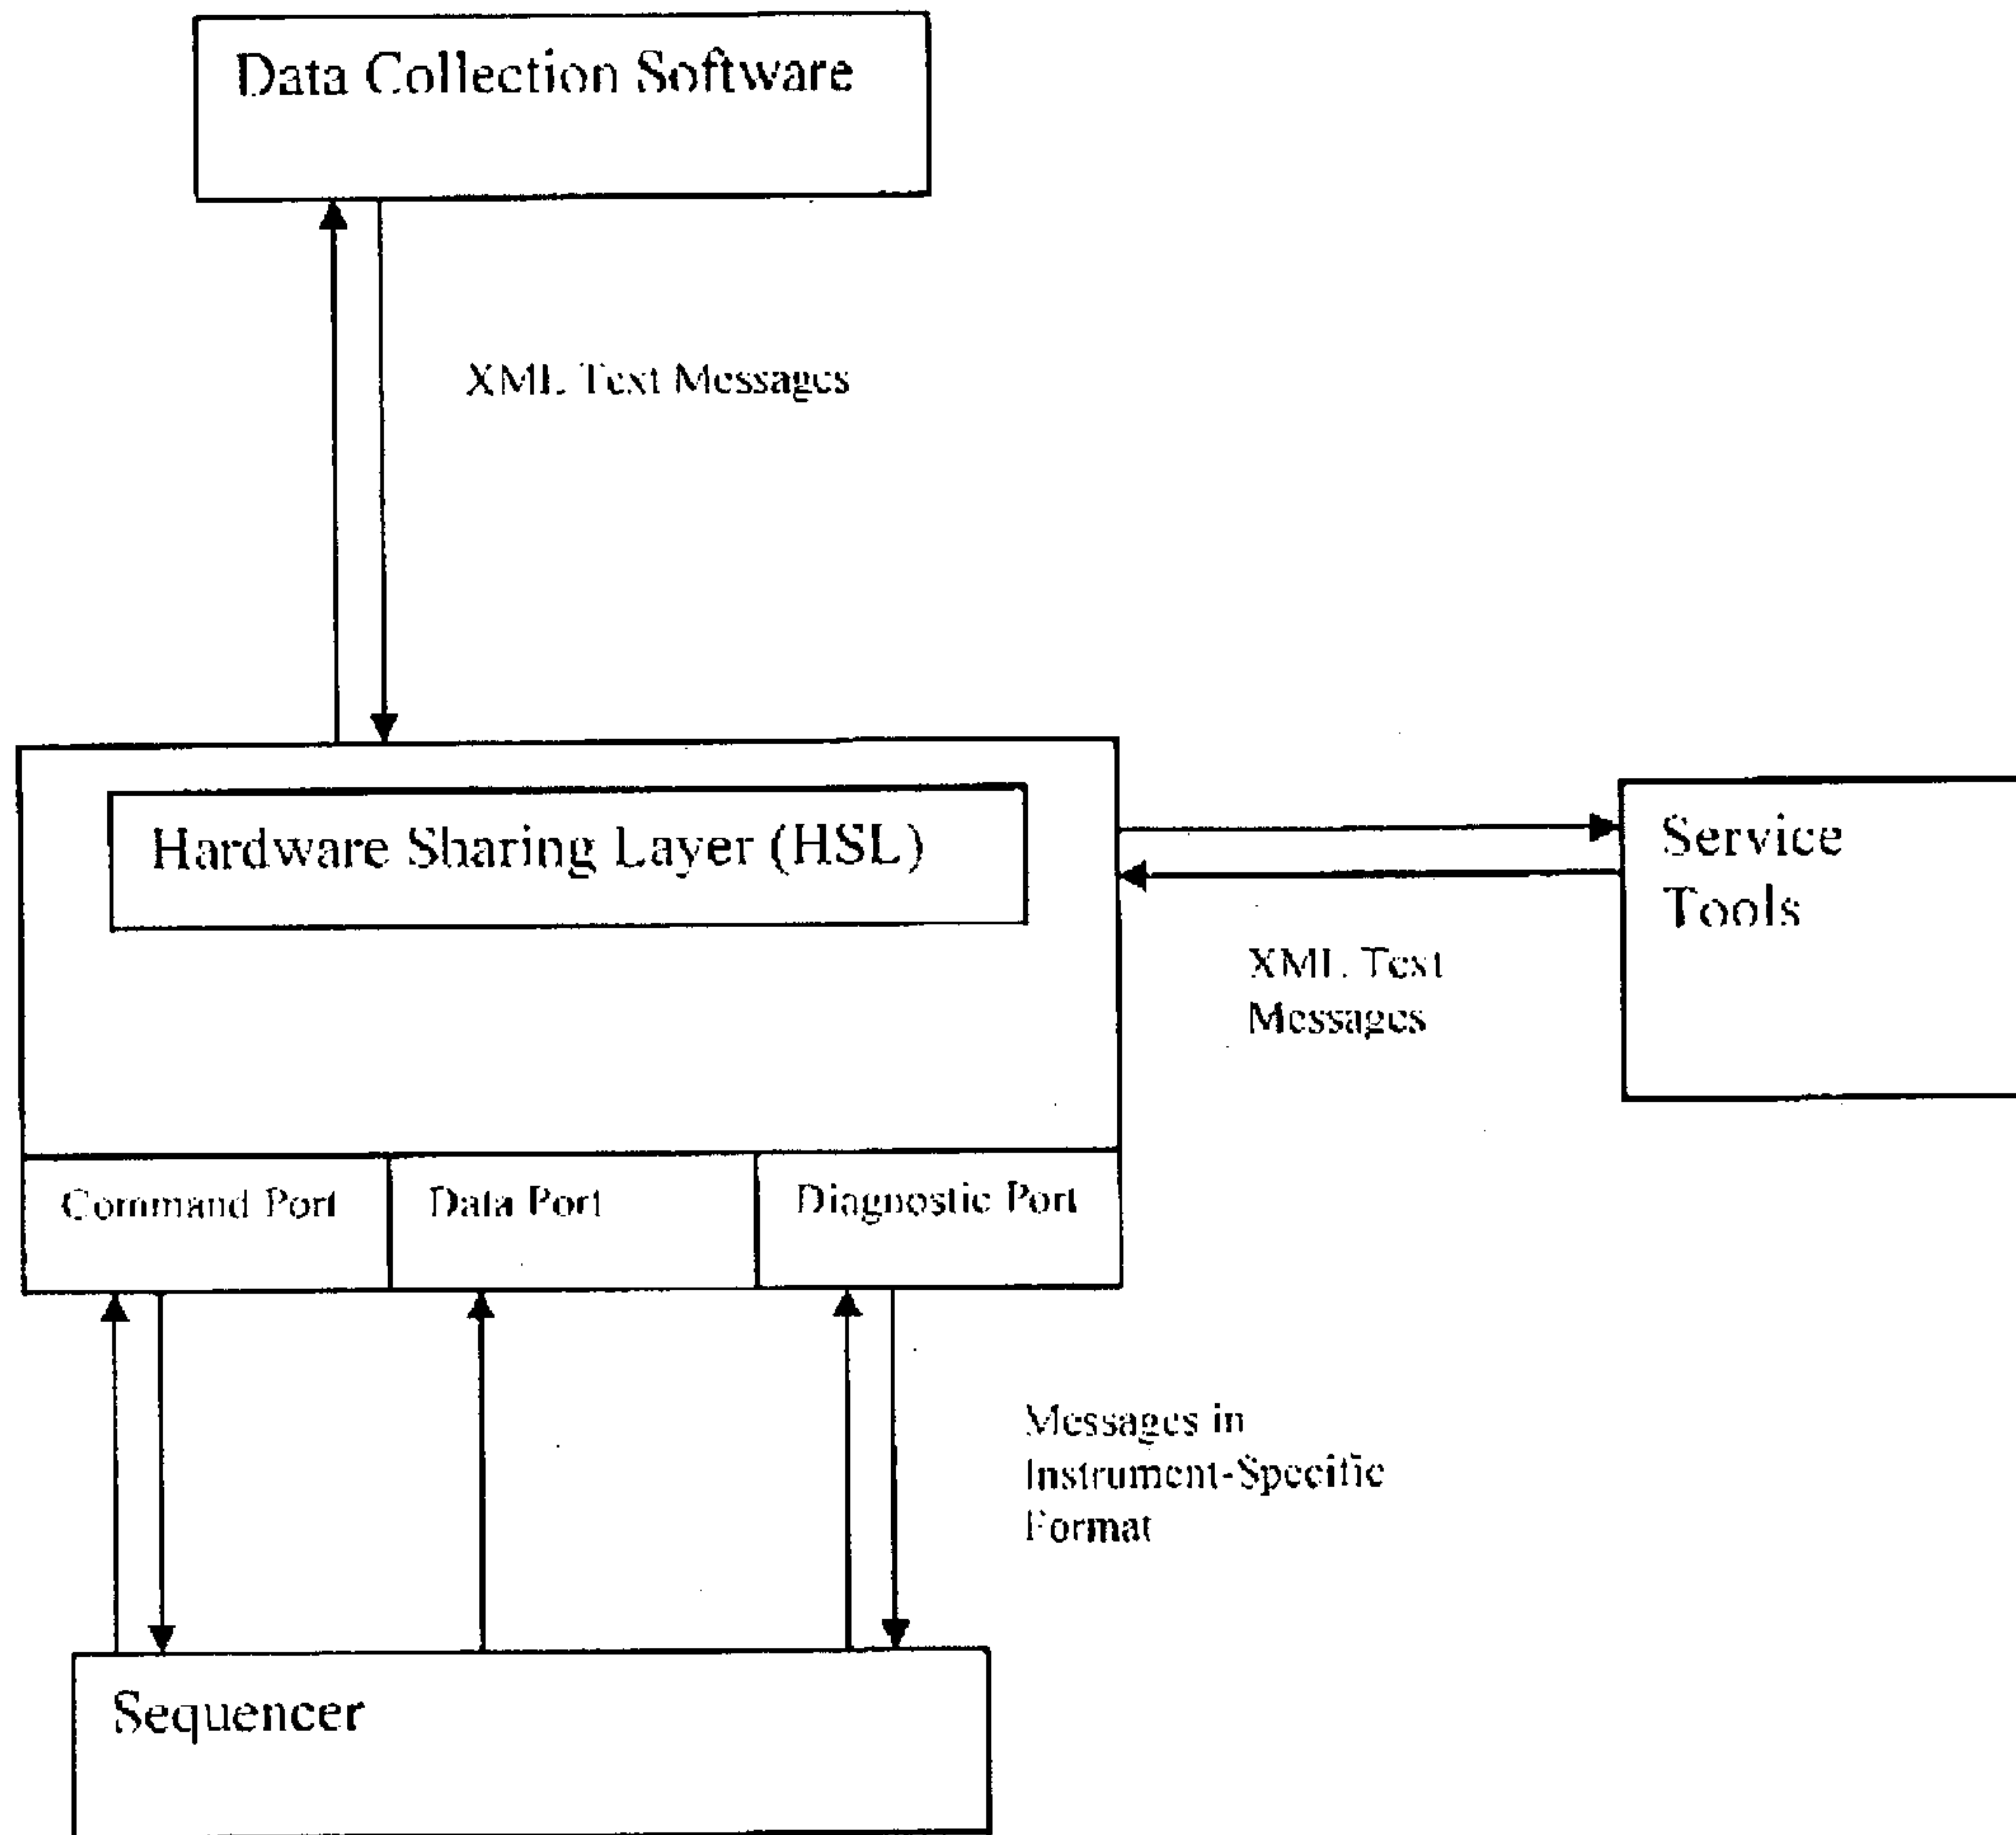 Data Collection Software
XML Text Messages
Hardware Sharing Layer (HSL)
Service
Tools
XML Text
Messages
Command Port
Data Port
Diagnostic Port
Messages in
Instrument-Specific
Format
Sequencer